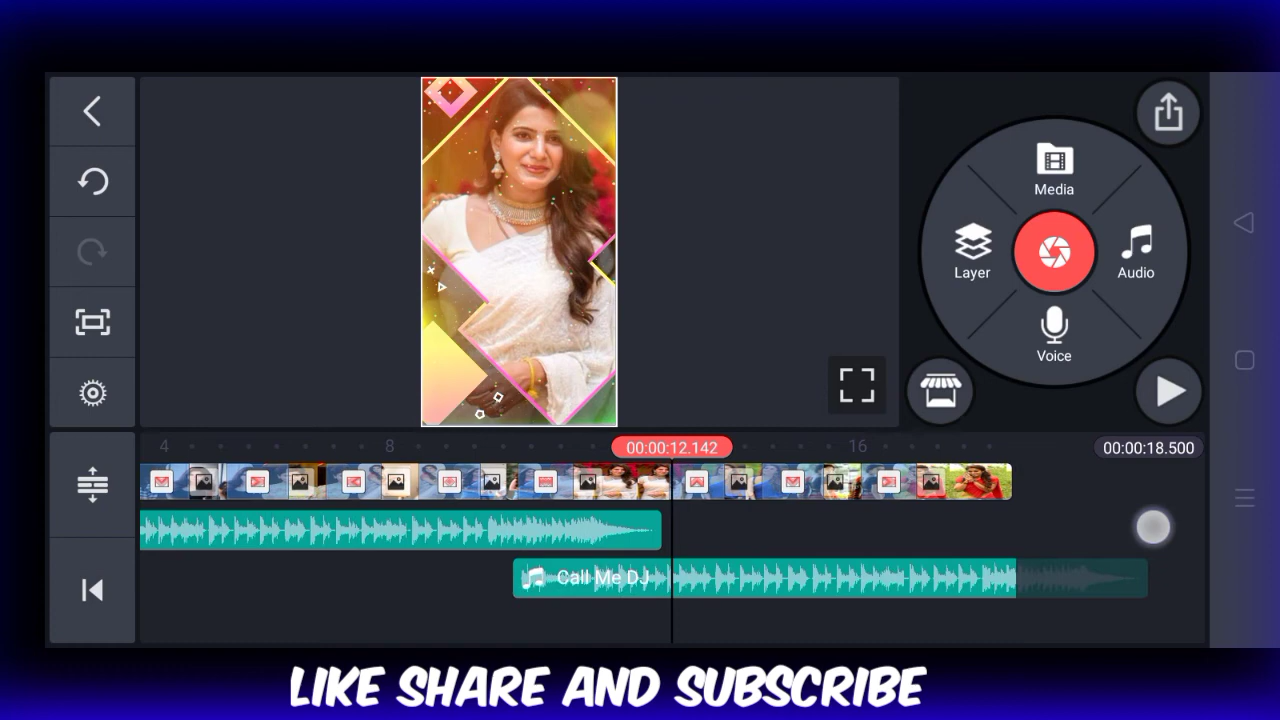 Media
Layer
Audio
Voice
4
8
00:00:12.142
16
00:00:18.500
Call Me DJ
LIKE SHARE AND SUBSCRIBE